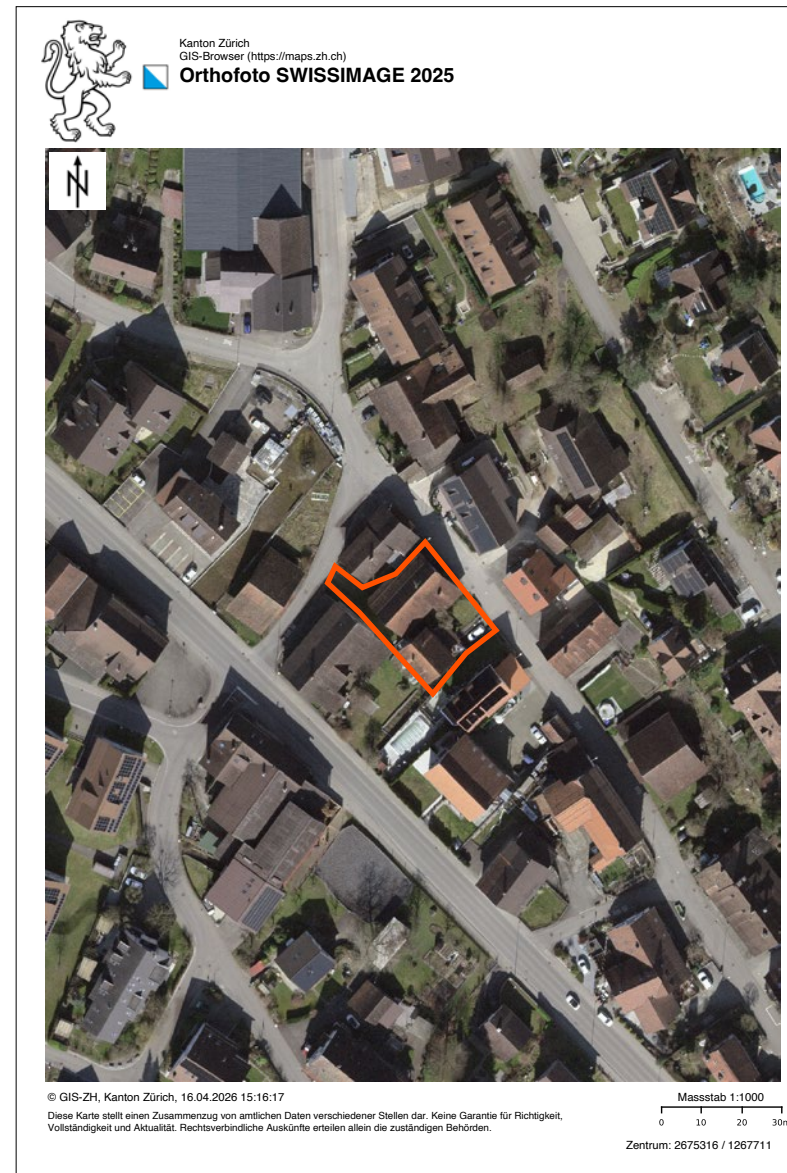 Kanton Zürich
GIS-Browser (https://maps.zh.ch)
Orthofoto SWISSIMAGE 2025
N
© GIS-ZH, Kanton Zürich, 16.04.2026 15:16:17
Diese Karte stellt einen Zusammenzug von amtlichen Daten verschiedener Stellen dar. Keine Garantie für Richtigkeit,
Vollständigkeit und Aktualität. Rechtsverbindliche Auskünfte erteilen allein die zuständigen Behörden.
Massstab 1:1000
0 10 20 30m
Zentrum: 2675316 / 1267711